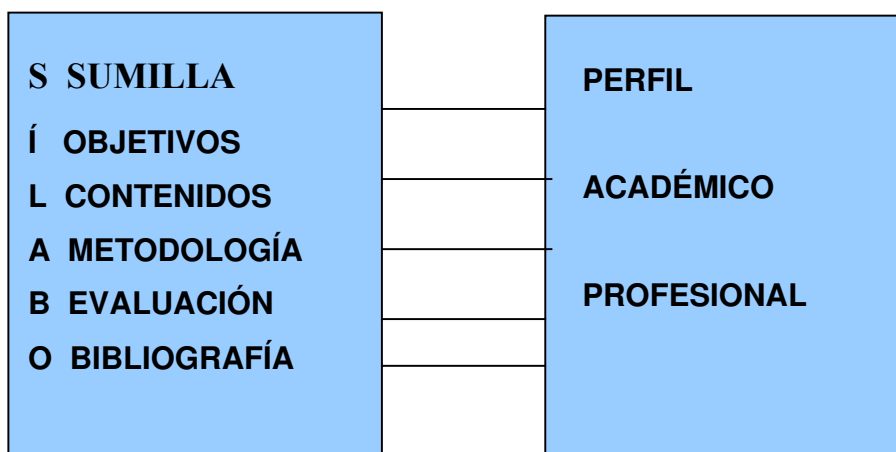 S SUMILLA
Í OBJETIVOS
L CONTENIDOS
A METODOLOGÍA
B EVALUACIÓN
O BIBLIOGRAFÍA
PERFIL
ACADÉMICO
PROFESIONAL